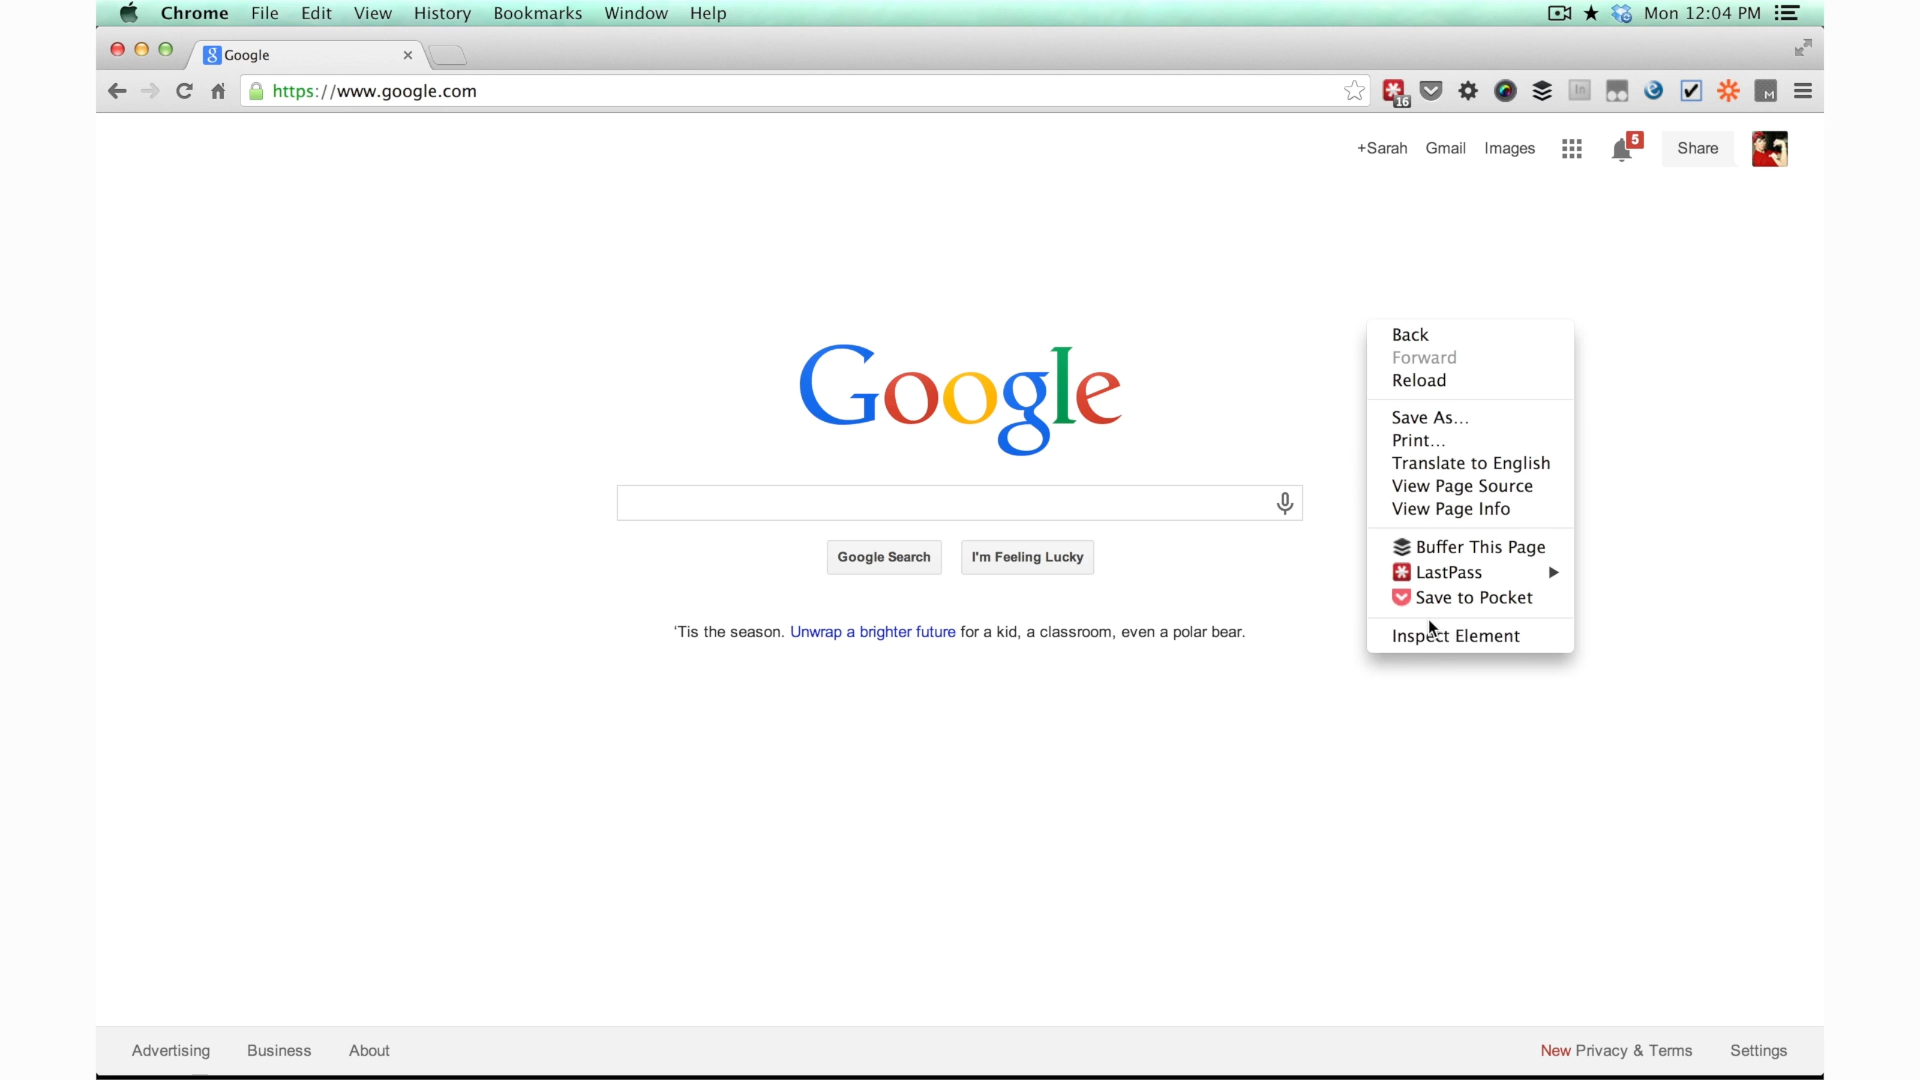 Chrome File Edit View History Bookmarks Window Help Mon 12:04 PM
Google
https://www.google.com
16
M
+Sarah Gmail Images 5 Share
Google
Back
Forward
Reload
Save As...
Print...
Translate to English
View Page Source
View Page Info
Buffer This Page
LastPass
Save to Pocket
Inspect Element
Google Search I'm Feeling Lucky
'Tis the season. Unwrap a brighter future for a kid, a classroom, even a polar bear.
Advertising Business About New Privacy & Terms Settings